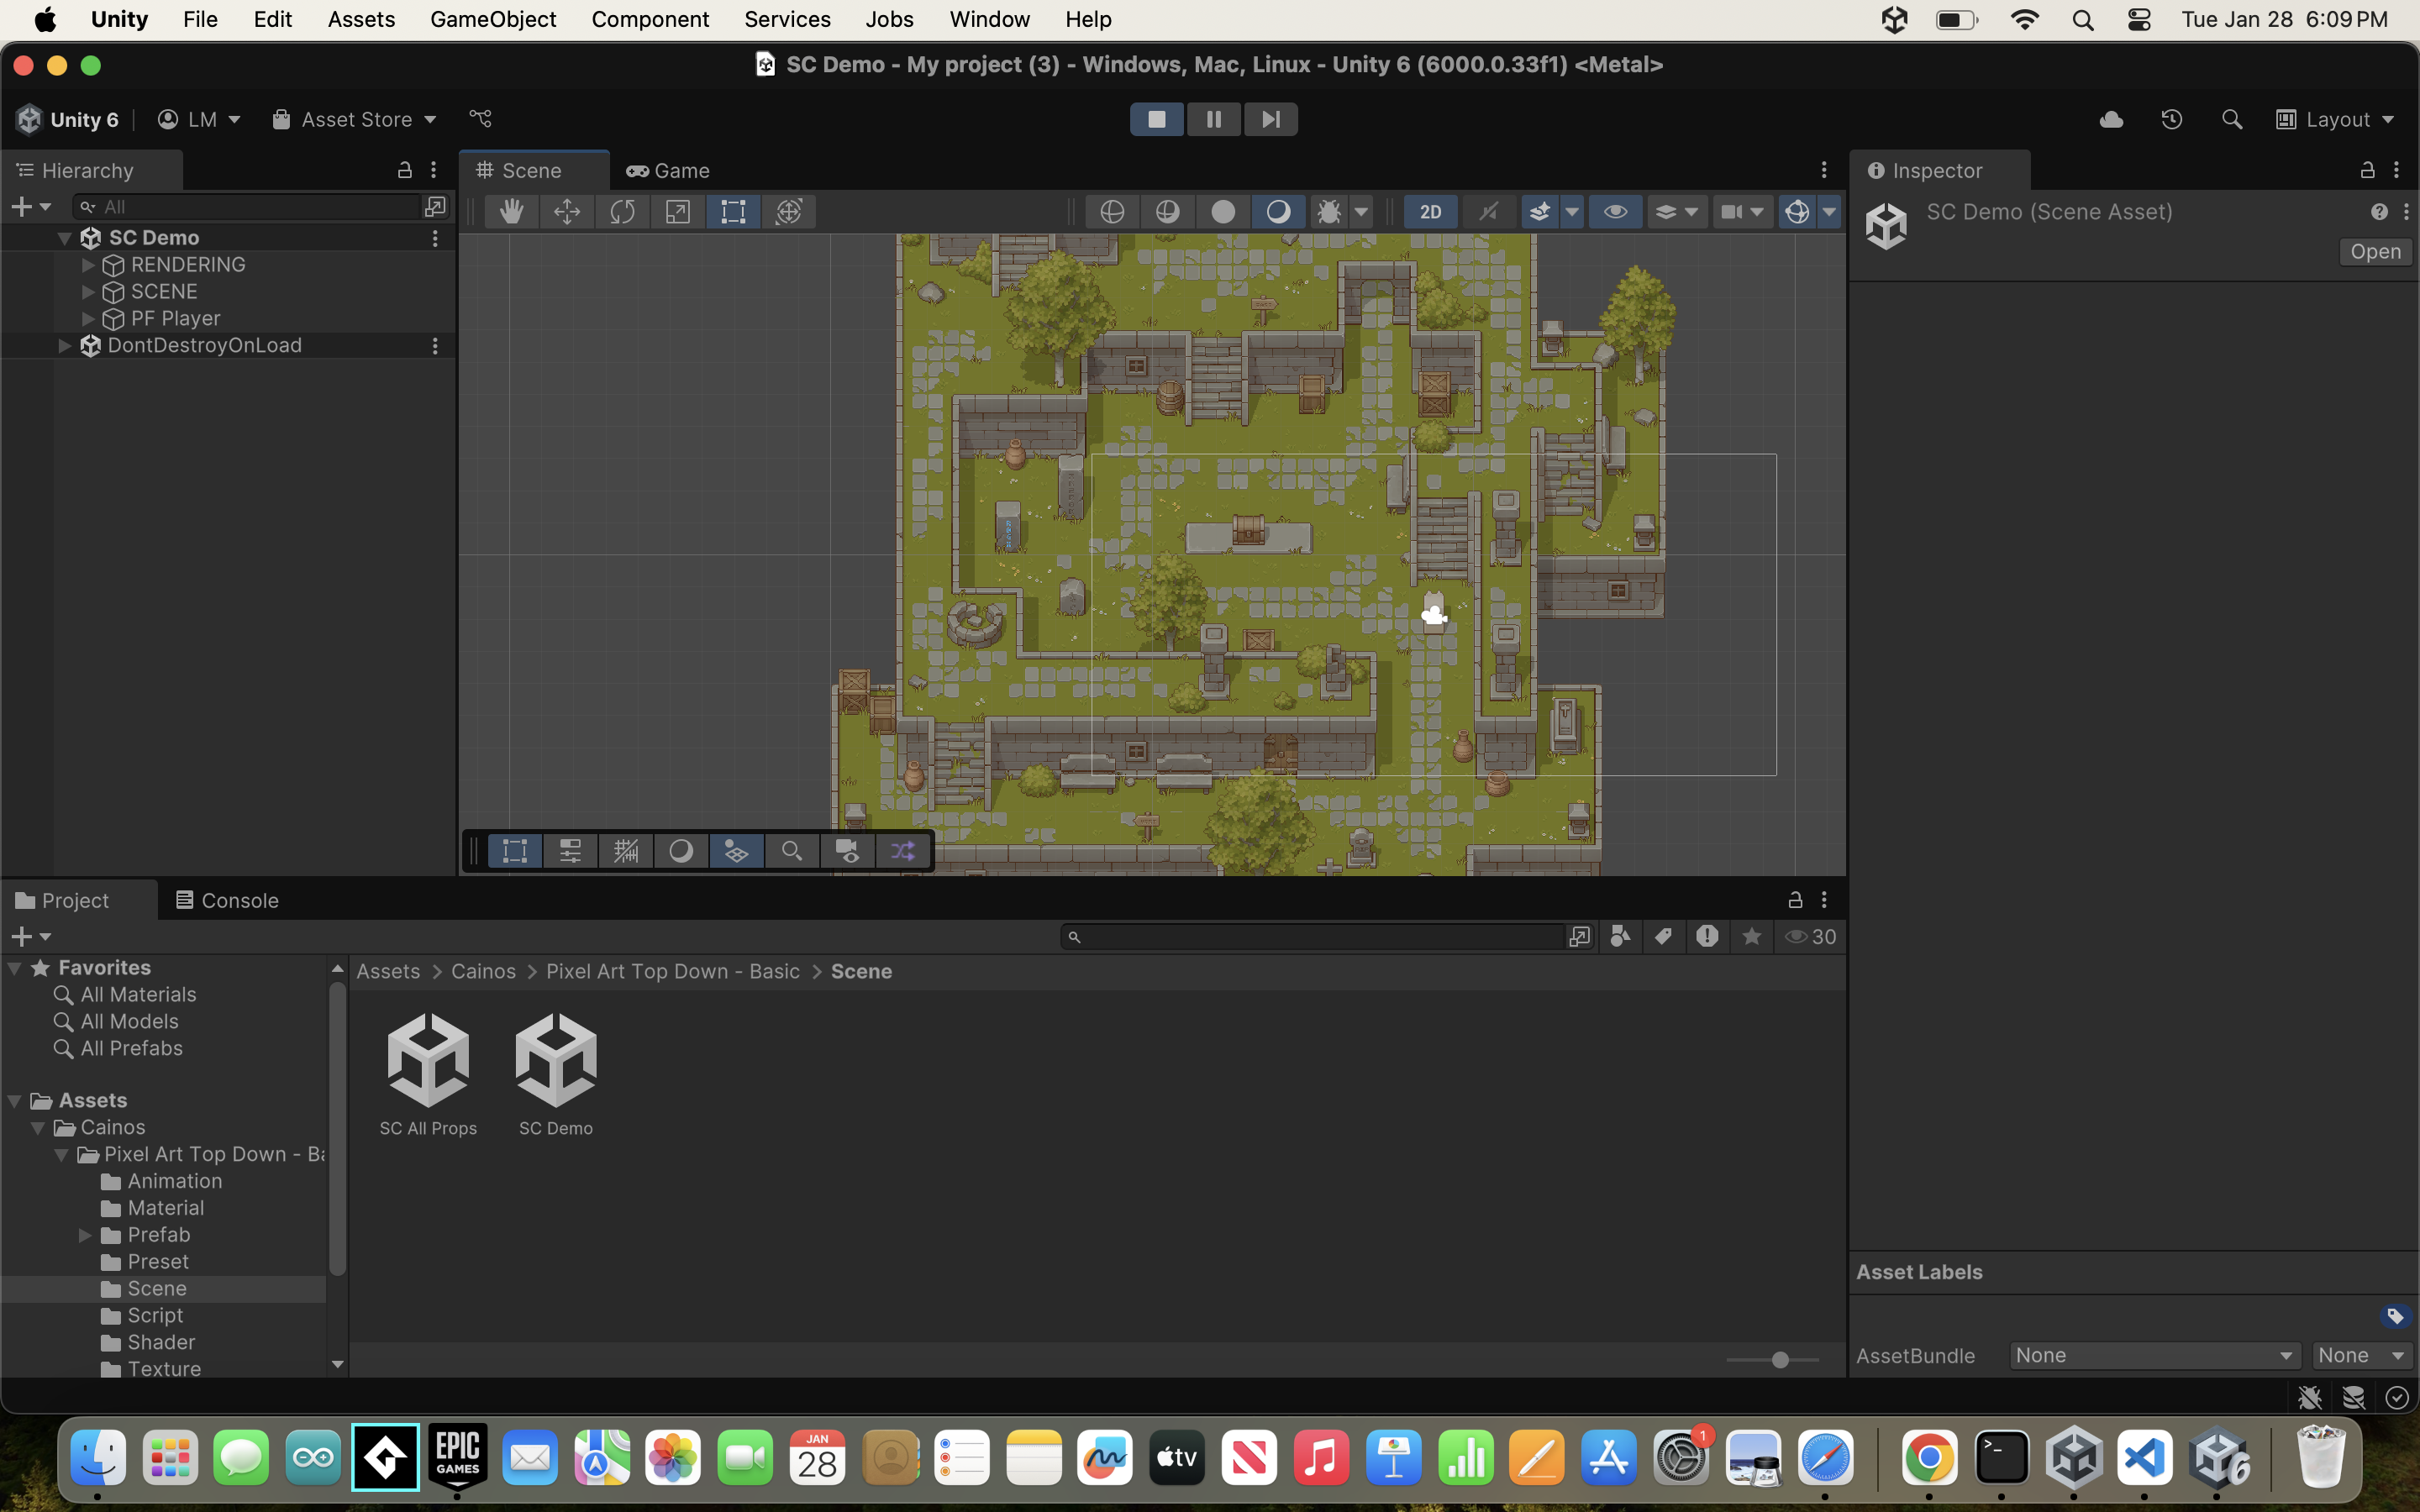 Unity File Edit Assets GameObject Component Services Jobs Window Help Tue Jan 28 6:09 PM
SC Demo - My project (3) - Windows, Mac, Linux - Unity 6 (6000.0.33f1) <Metal>
Unity 6 LM Asset Store Layout
Hierarchy
All
SC Demo
RENDERING
SCENE
PF Player
DontDestroyOnLoad
Scene Game
2D
Inspector
SC Demo (Scene Asset)
Open
Project Console
30
Favorites
All Materials
All Models
All Prefabs
Assets
Cainos
Pixel Art Top Down - Ba
Animation
Material
Prefab
Preset
Scene
Script
Shader
Texture
Assets > Cainos > Pixel Art Top Down - Basic > Scene
SC All Props SC Demo
Asset Labels
AssetBundle None None
EPIC
GAMES
JAN
28
tv
1
6